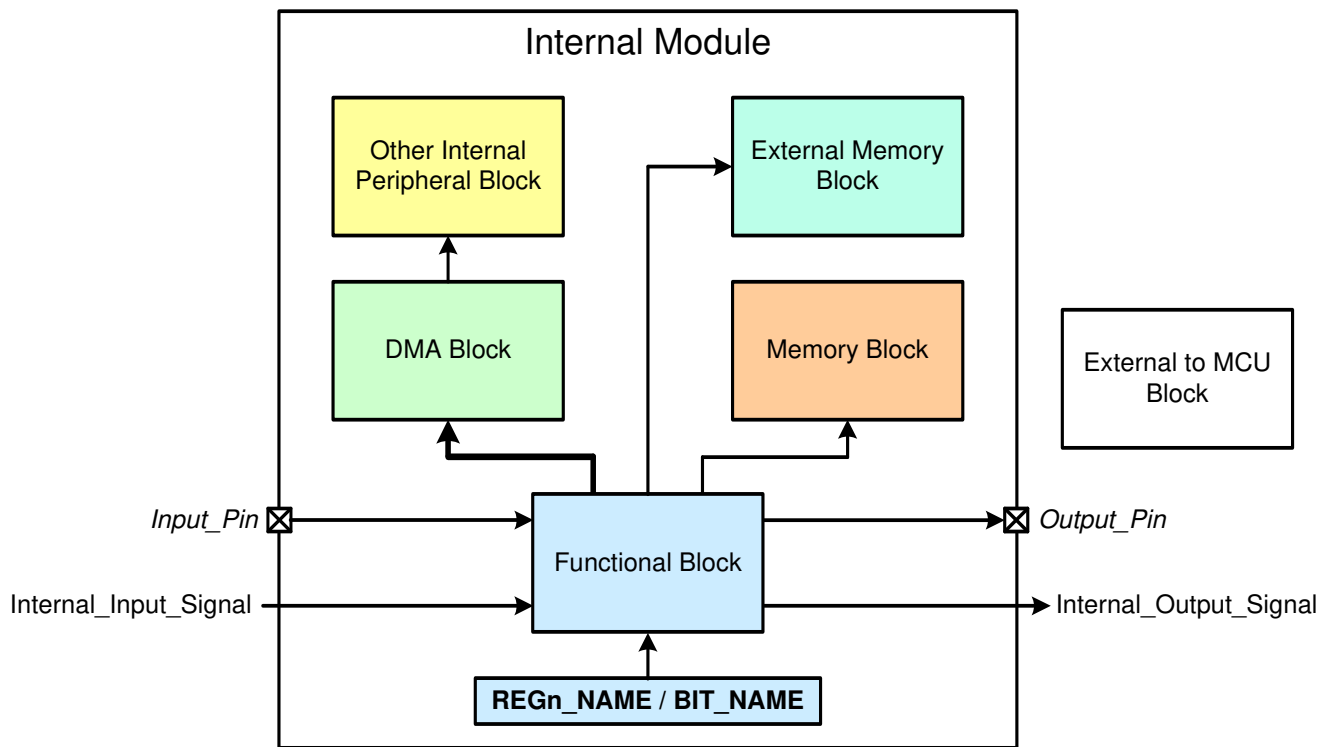 Internal Module
Other Internal
Peripheral Block
External Memory
Block
DMA Block
Memory Block
External to MCU
Block
Input_Pin
Output_Pin
Functional Block
Internal_Input_Signal
Internal_Output_Signal
REGn_NAME / BIT_NAME